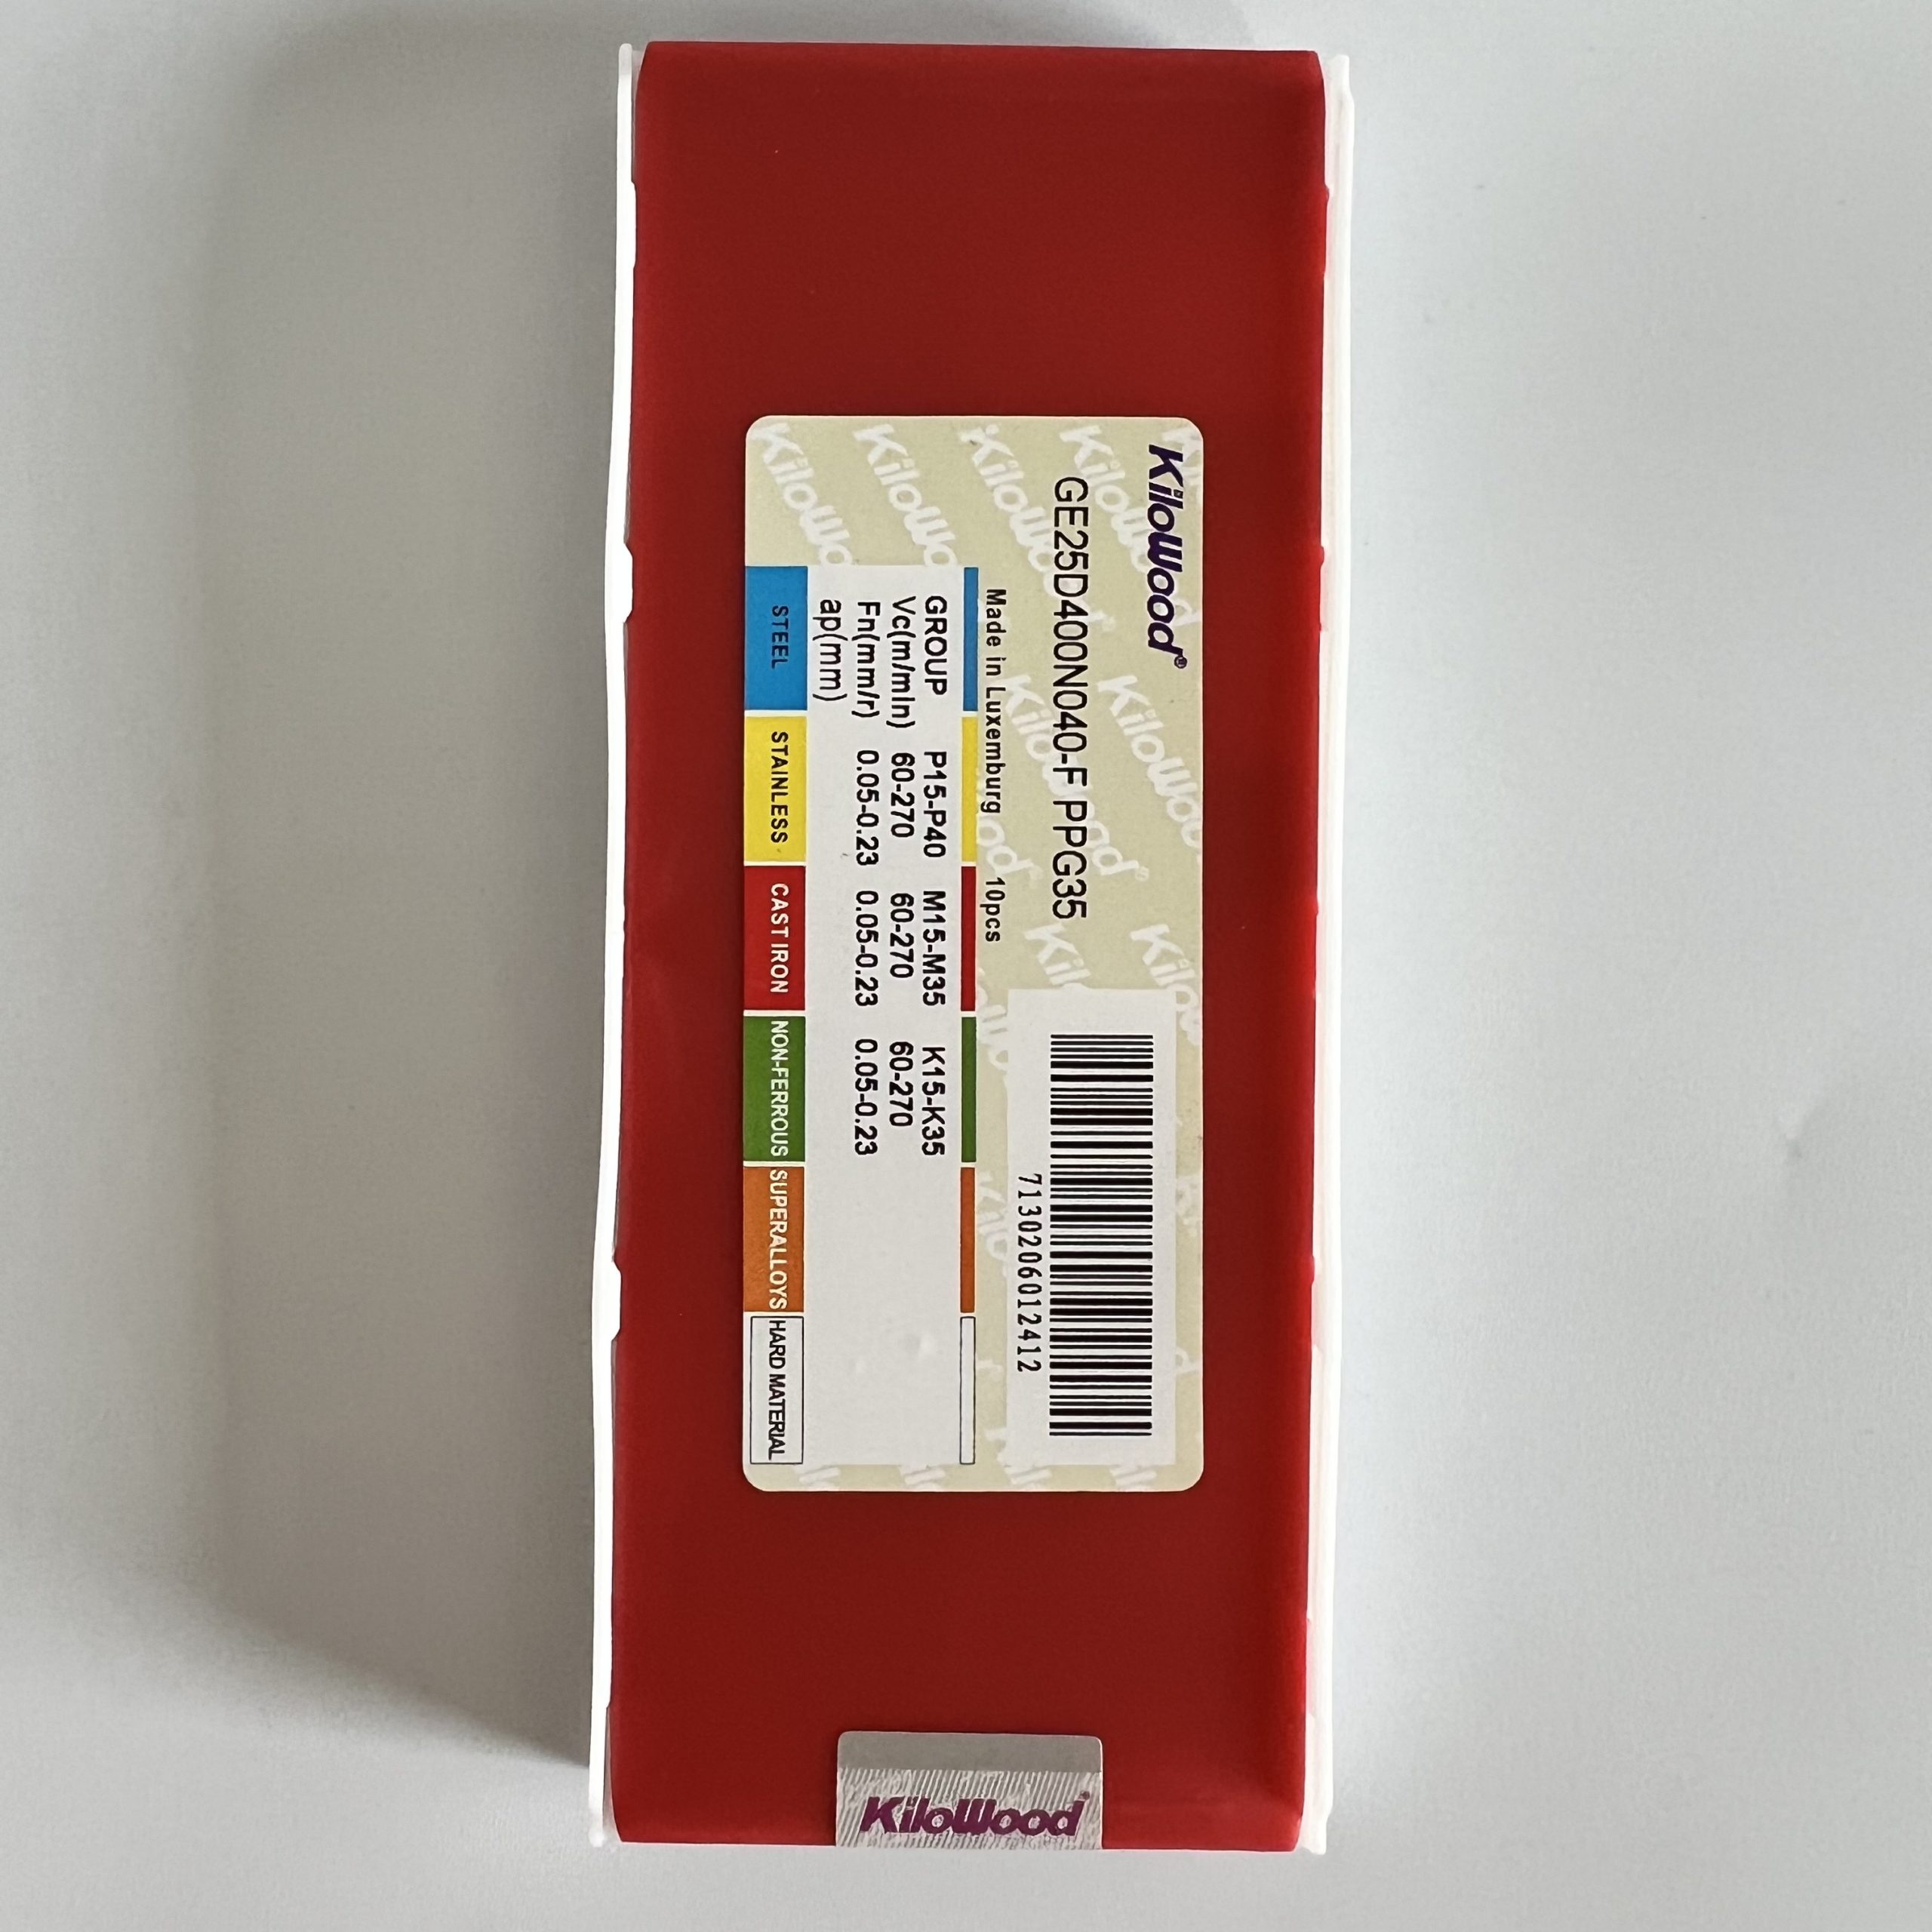 KiloWood®
GE25D400N040-F PPG35
Made in Luxemburg 10pcs
7130206012412
GROUP P15-P40 M15-M35 K15-K35
Vc(m/mln) 60-270 60-270 60-270
Fn(mm/r) 0.05-0.23 0.05-0.23 0.05-0.23
ap(mm)
STEEL STAINLESS CAST IRON NON-FERROUS SUPERALLOYS HARD MATERIAL
KiloWood®